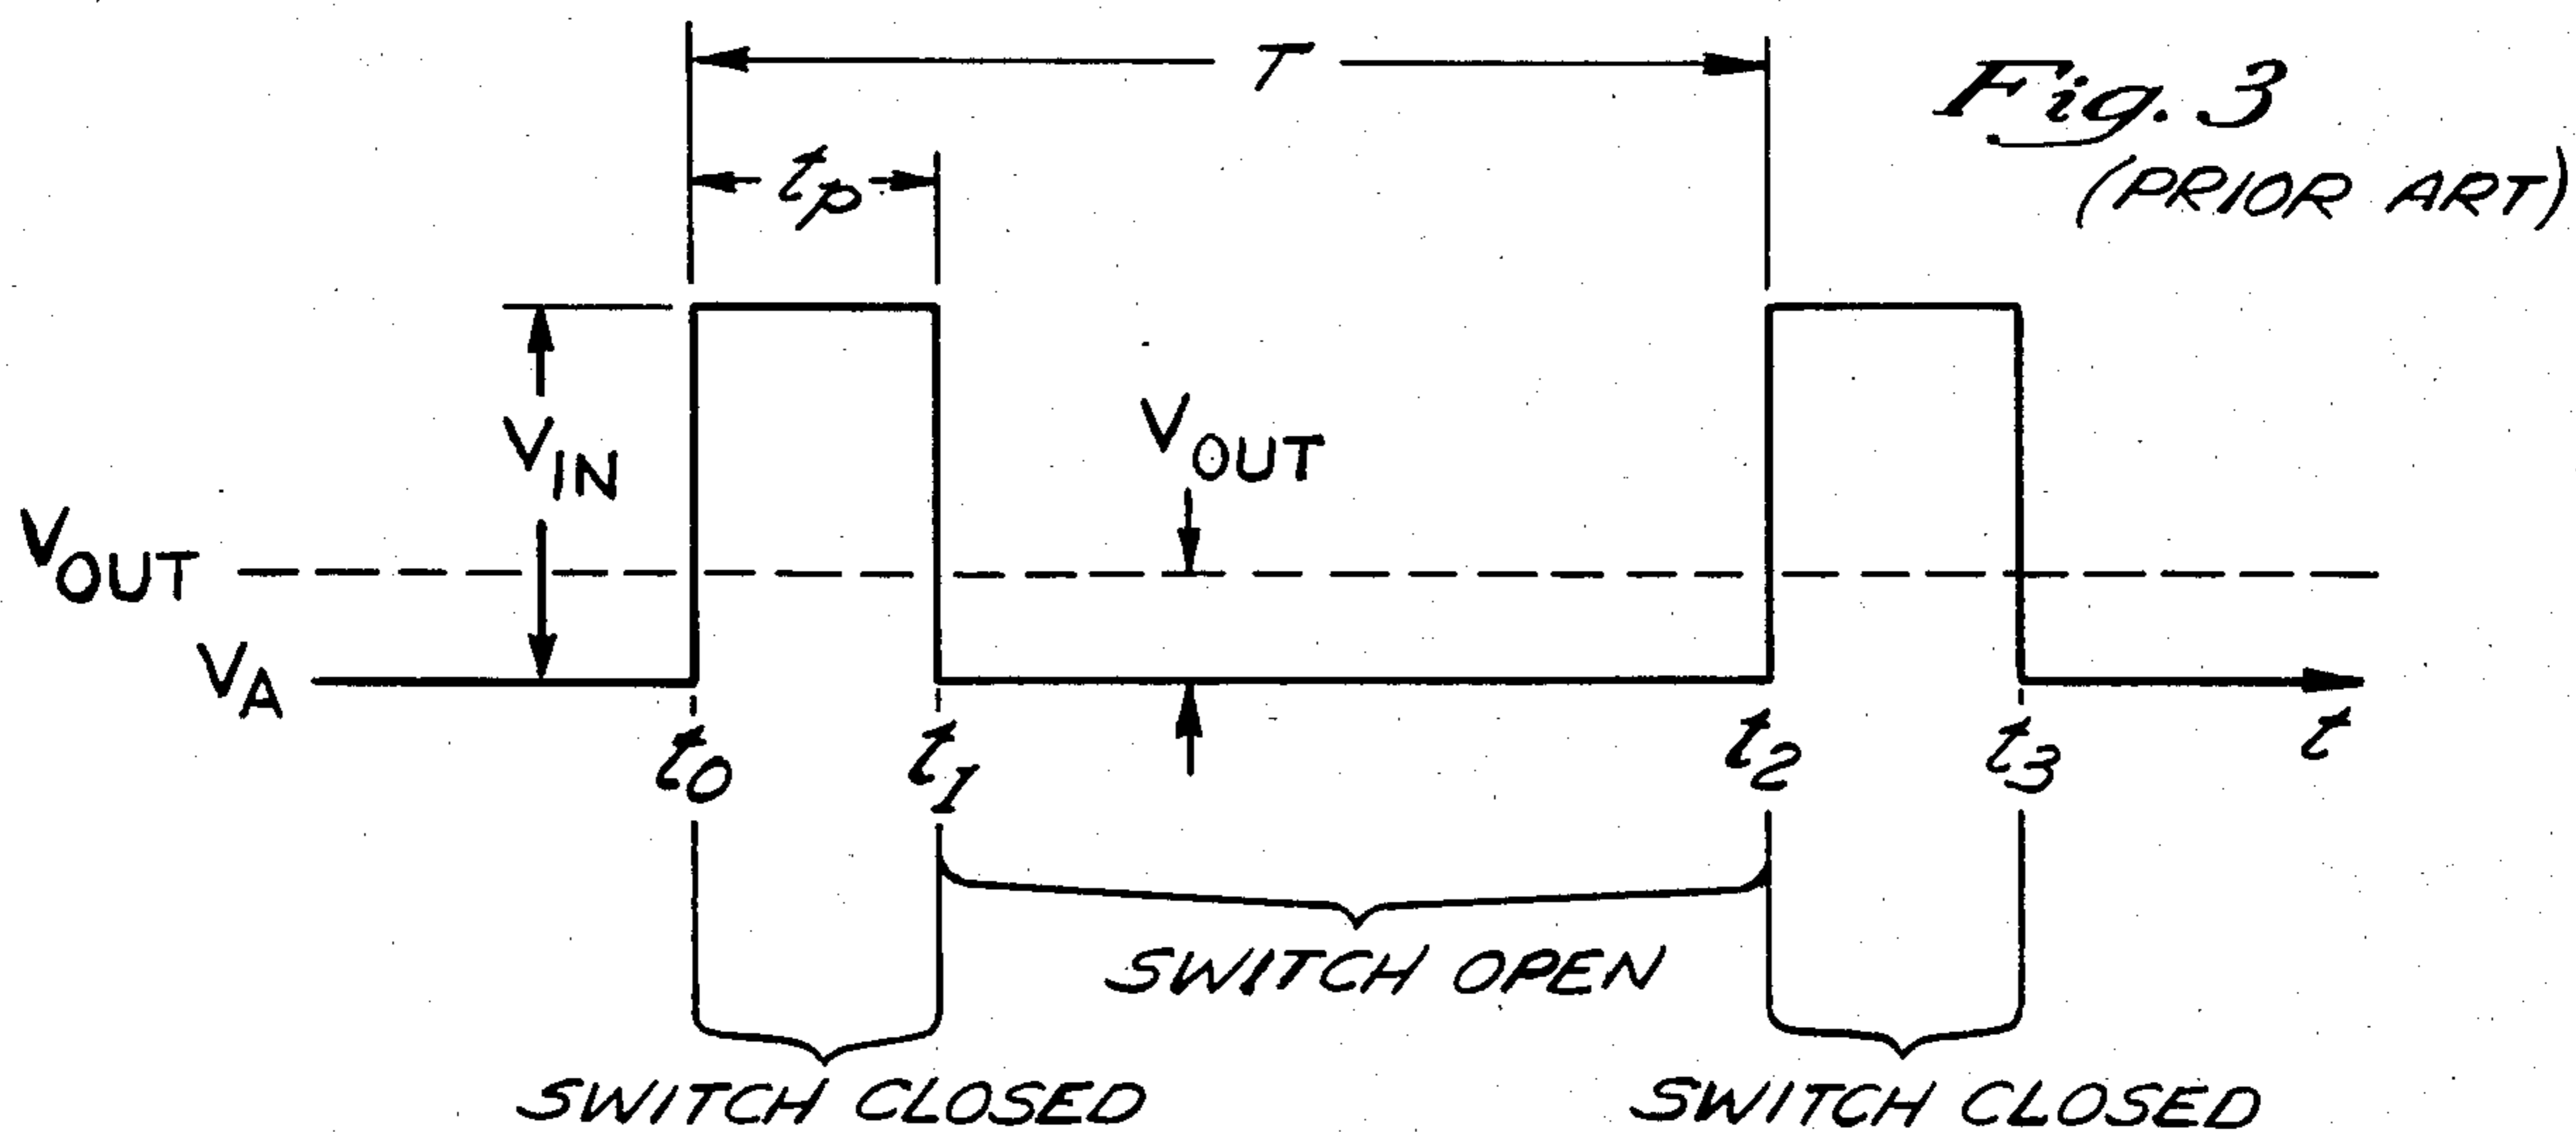 T
Fig. 3
(PRIOR ART)
tp
VIN
VOUT
VOUT
VA
t0
t1
t2
t3
t
SWITCH OPEN
SWITCH CLOSED
SWITCH CLOSED